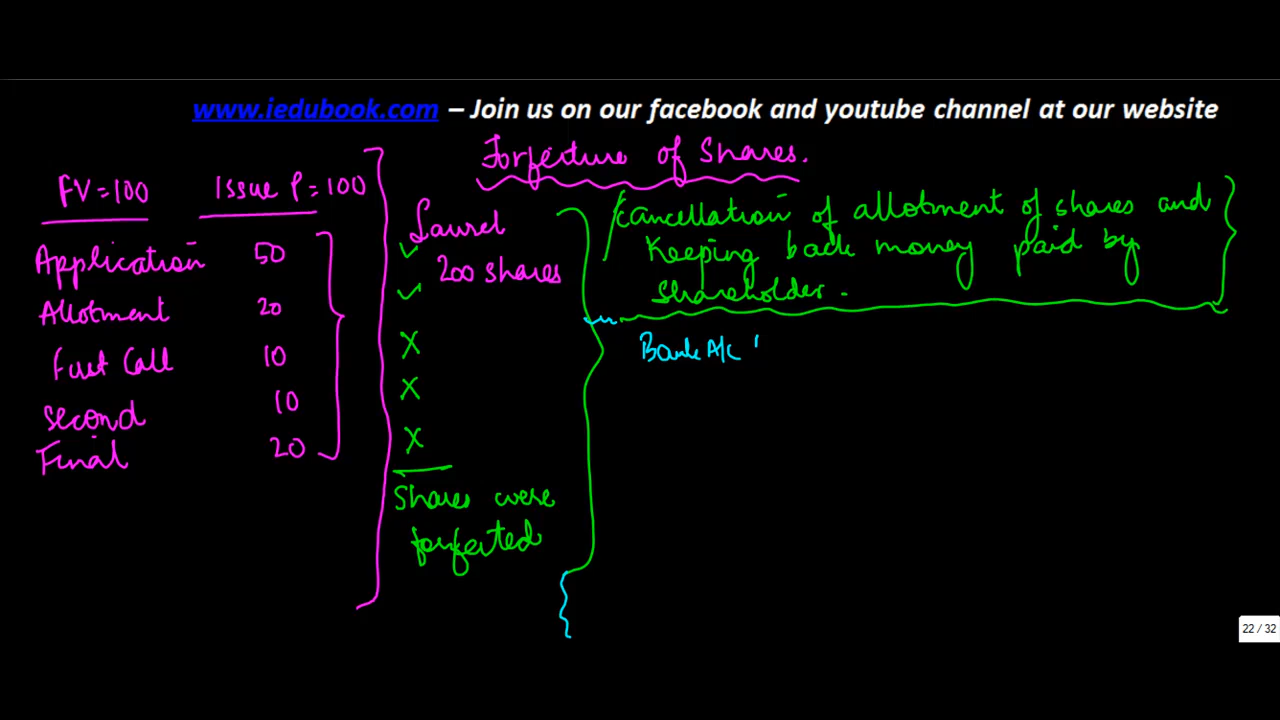 www.iedubook.com – Join us on our facebook and youtube channel at our website
Forfeiture of Shares.
FV=100 Issue P=100
Application 50
Allotment 20
First Call 10
Second 10
Final 20
Laurel
200 shares
X
X
X
Shares were
forfeited
Cancellation of allotment of shares and
Keeping back money paid by
shareholder.
Bank A/c
22 / 32